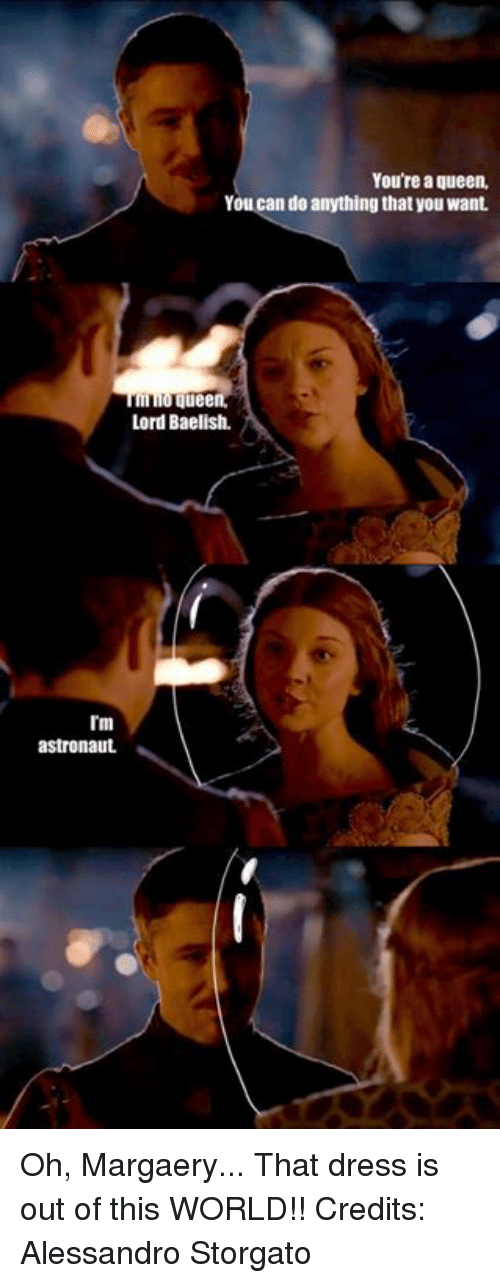 You're a queen,
You can do anything that you want.
I'm no queen,
Lord Baelish.
I'm
astronaut.
Oh, Margaery... That dress is
out of this WORLD!! Credits:
Alessandro Storgato